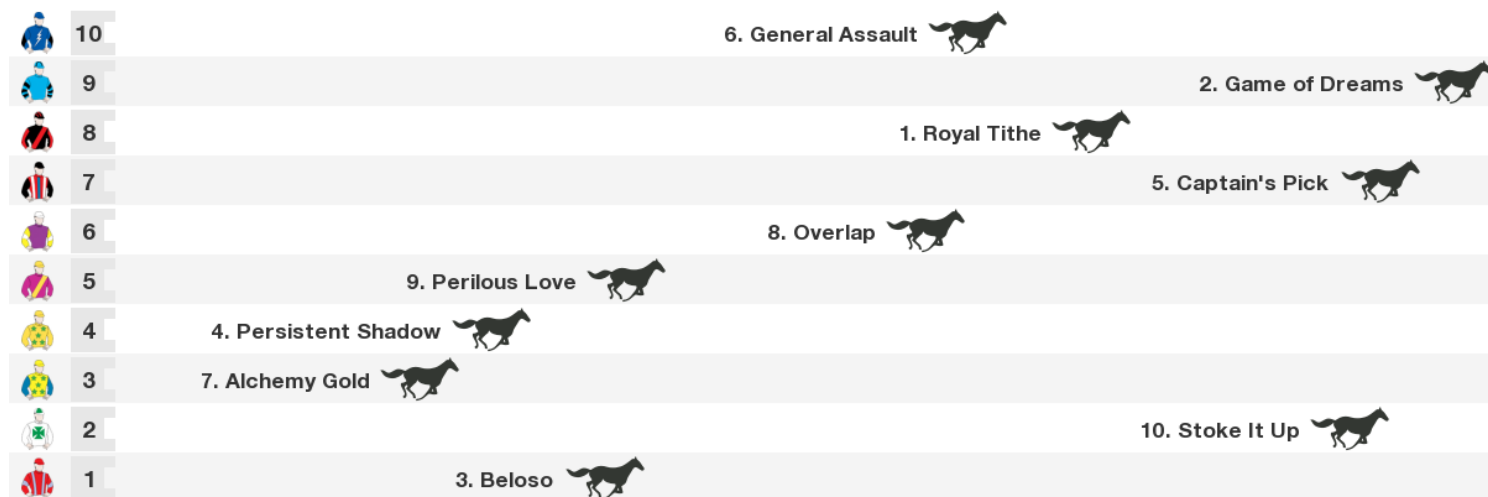 10 6. General Assault
9 2. Game of Dreams
8 1. Royal Tithe
7 5. Captain's Pick
6 8. Overlap
5 9. Perilous Love
4 4. Persistent Shadow
3 7. Alchemy Gold
2 10. Stoke It Up
1 3. Beloso